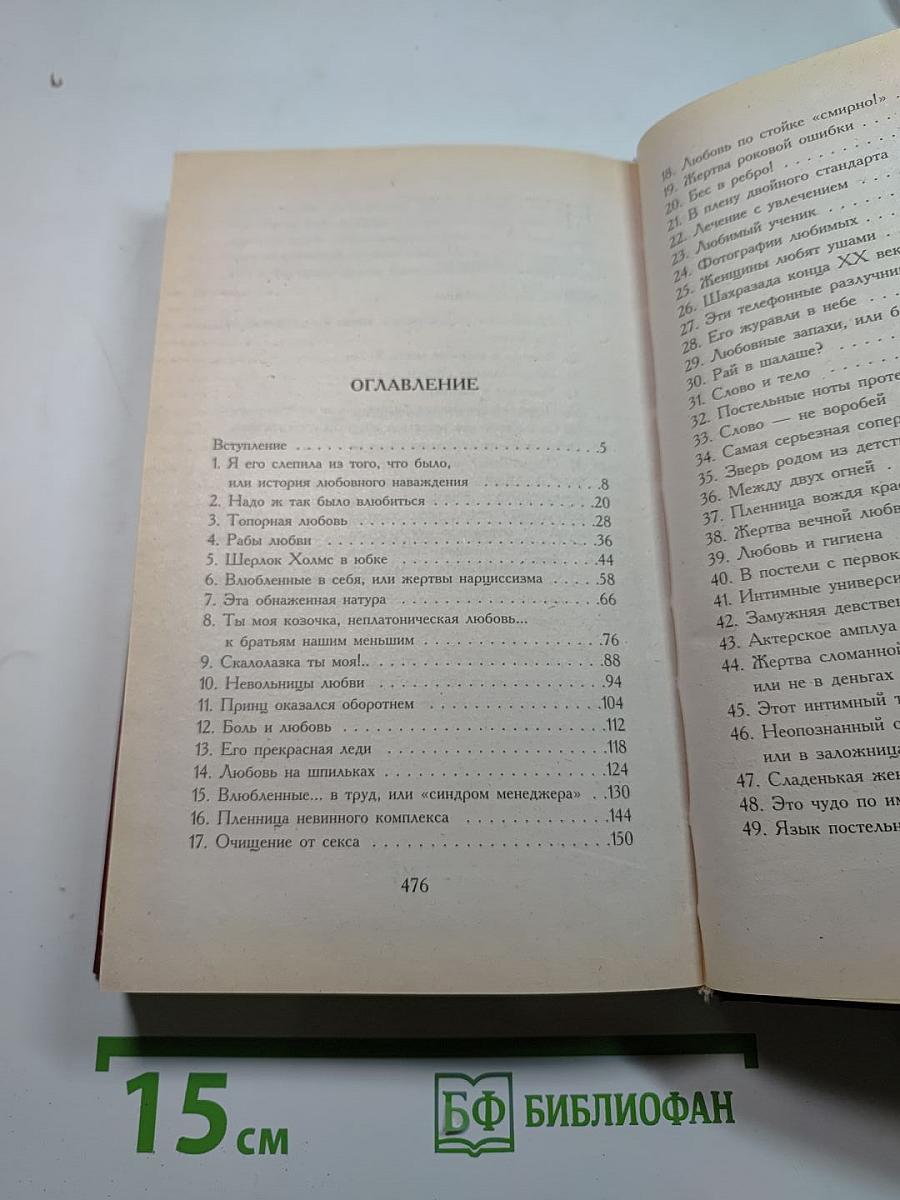 ОГЛАВЛЕНИЕ
Вступление . . . . . . . . . . . . . . . . . . . . . . . . . . . . .5
1. Я его слепила из того, что было,
или история любовного наваждения . . . . . . . . . . .8
2. Надо ж так было влюбиться . . . . . . . . . . . . . . .20
3. Топорная любовь . . . . . . . . . . . . . . . . . . . . .28
4. Рабы любви . . . . . . . . . . . . . . . . . . . . . . . .36
5. Шерлок Холмс в юбке . . . . . . . . . . . . . . . . . .44
6. Влюбленные в себя, или жертвы нарциссизма . . . . .58
7. Эта обнаженная натура . . . . . . . . . . . . . . . . . .66
8. Ты моя козочка, неплатоническая любовь...
к братьям нашим меньшим . . . . . . . . . . . . . . . .76
9. Скалолазка ты моя!.. . . . . . . . . . . . . . . . . . . .88
10. Невольницы любви . . . . . . . . . . . . . . . . . . . .94
11. Принц оказался оборотнем . . . . . . . . . . . . . . .104
12. Боль и любовь . . . . . . . . . . . . . . . . . . . . . .112
13. Его прекрасная леди . . . . . . . . . . . . . . . . . . .118
14. Любовь на шпильках . . . . . . . . . . . . . . . . . . .124
15. Влюбленные... в труд, или «синдром менеджера» . .130
16. Пленница невинного комплекса . . . . . . . . . . . .144
17. Очищение от секса . . . . . . . . . . . . . . . . . . . .150
476
18. Любовь по стойке «смирно!» .
19. Жертва роковой ошибки . . . .
20. Бес в ребро! . . . . . . . . .
21. В плену двойного стандарта
22. Лечение с увлечением . . . .
23. Любимый ученик . . . . . .
24. Фотографии любимых . . . .
25. Женщины любят ушами . . .
26. Шахразада конца XX
27. Эти телефонные
28. Его журавли в небе . . .
29. Любовные запахи, или
30. Рай в шалаше? . . . . .
31. Слово и тело . . . . . .
32. Постельные ноты
33. Слово — не воробей
34. Самая серьезная
35. Зверь родом из
36. Между двух огней .
37. Пленница вождя
38. Жертва вечной
39. Любовь и гигиена
40. В постели с
41. Интимные
42. Замужняя
43. Актерское амплуа
44. Жертва сломанной
или не в деньгах
45. Этот интимный
46. Неопознанный
или в
47. Сладенькая
48. Это чудо по
49. Язык
15 см
БФ БИБЛИОФАН